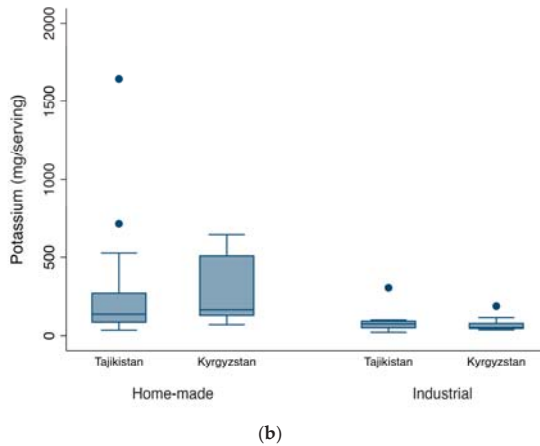 2000
1500
1000
500
0
Potassium (mg/serving)
Tajikistan Kyrgyzstan Tajikistan Kyrgyzstan
Home-made Industrial
(b)